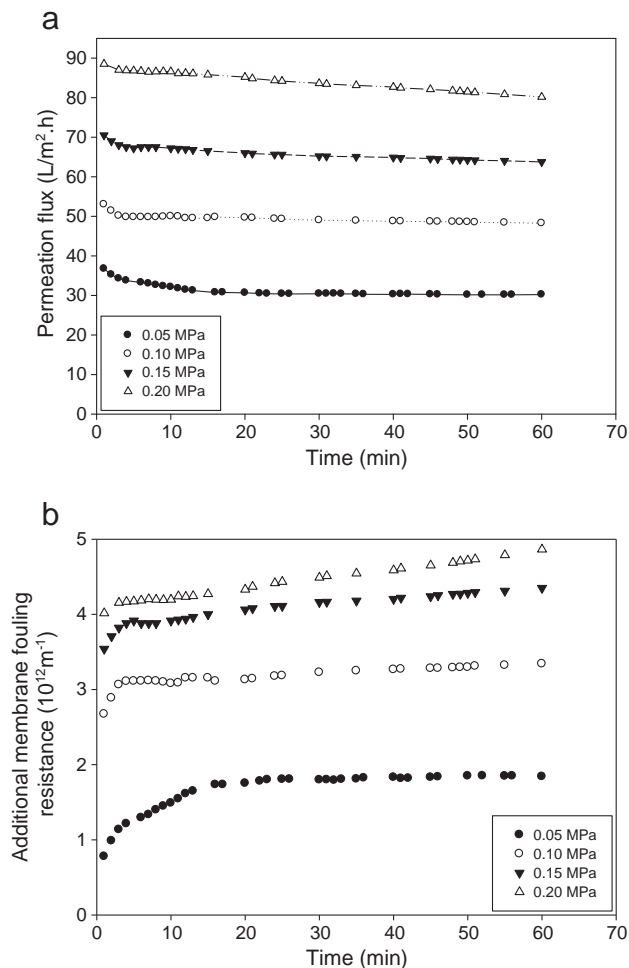 a
90
80
70
60
50
40
30
20
10
0
Permeation flux (L/m².h)
0.05 MPa
0.10 MPa
0.15 MPa
0.20 MPa
0 10 20 30 40 50 60 70
Time (min)
b
5
4
3
2
1
0
Additional membrane fouling
resistance (10¹²m⁻¹)
0.05 MPa
0.10 MPa
0.15 MPa
0.20 MPa
0 10 20 30 40 50 60 70
Time (min)